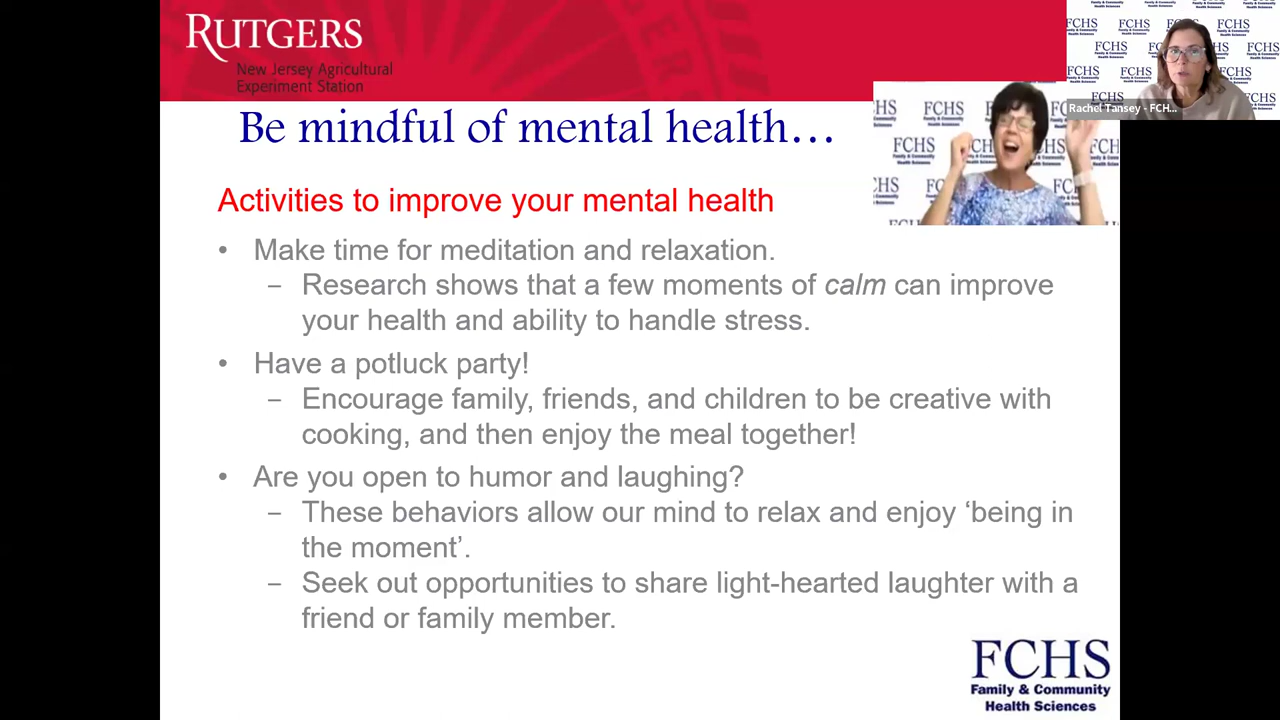 RUTGERS
New Jersey Agricultural
Experiment Station
Be mindful of mental health…
Activities to improve your mental health
• Make time for meditation and relaxation.
– Research shows that a few moments of calm can improve
your health and ability to handle stress.
• Have a potluck party!
– Encourage family, friends, and children to be creative with
cooking, and then enjoy the meal together!
• Are you open to humor and laughing?
– These behaviors allow our mind to relax and enjoy ‘being in
the moment’.
– Seek out opportunities to share light-hearted laughter with a
friend or family member.
Rachel Tansey - FCH...
FCHS
Family & Community
Health Sciences